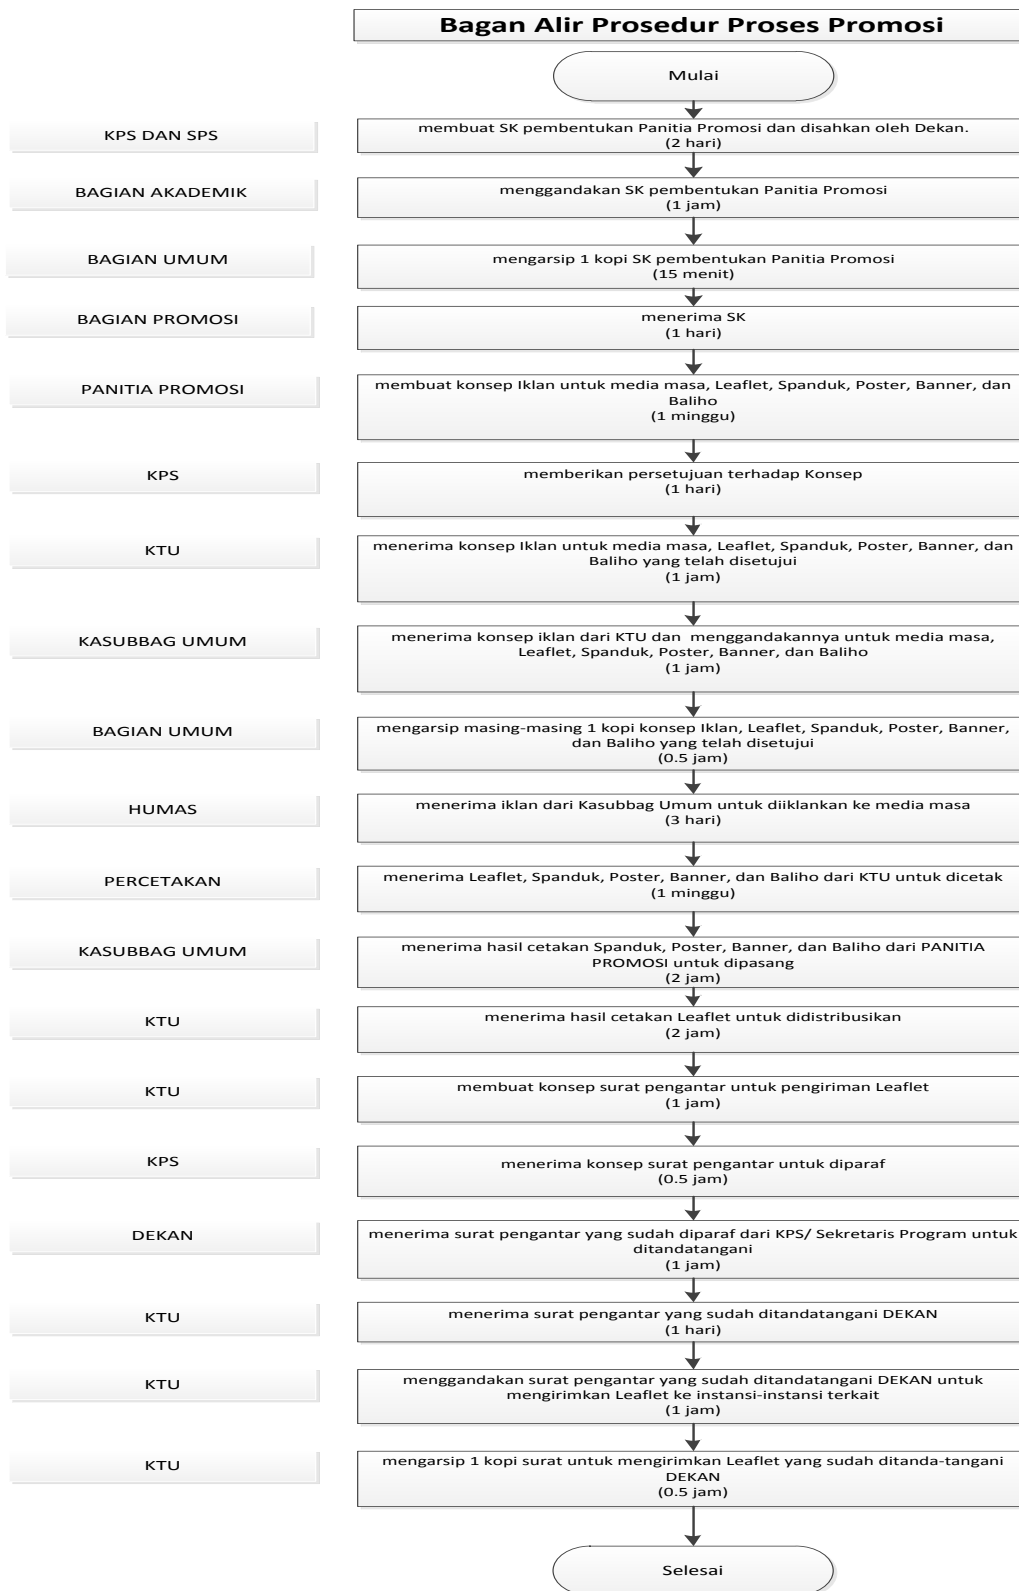 Bagan Alir Prosedur Proses Promosi
Mulai
KPS DAN SPS
membuat SK pembentukan Panitia Promosi dan disahkan oleh Dekan.
(2 hari)
BAGIAN AKADEMIK
menggandakan SK pembentukan Panitia Promosi
(1 jam)
BAGIAN UMUM
mengarsip 1 kopi SK pembentukan Panitia Promosi
(15 menit)
BAGIAN PROMOSI
menerima SK
(1 hari)
PANITIA PROMOSI
membuat konsep Iklan untuk media masa, Leaflet, Spanduk, Poster, Banner, dan
Baliho
(1 minggu)
KPS
memberikan persetujuan terhadap Konsep
(1 hari)
KTU
menerima konsep Iklan untuk media masa, Leaflet, Spanduk, Poster, Banner, dan
Baliho yang telah disetujui
(1 jam)
KASUBBAG UMUM
menerima konsep iklan dari KTU dan  menggandakannya untuk media masa,
Leaflet, Spanduk, Poster, Banner, dan Baliho
(1 jam)
BAGIAN UMUM
mengarsip masing-masing 1 kopi konsep Iklan, Leaflet, Spanduk, Poster, Banner,
dan Baliho yang telah disetujui
(0.5 jam)
HUMAS
menerima iklan dari Kasubbag Umum untuk diiklankan ke media masa
(3 hari)
PERCETAKAN
menerima Leaflet, Spanduk, Poster, Banner, dan Baliho dari KTU untuk dicetak
(1 minggu)
KASUBBAG UMUM
menerima hasil cetakan Spanduk, Poster, Banner, dan Baliho dari PANITIA
PROMOSI untuk dipasang
(2 jam)
KTU
menerima hasil cetakan Leaflet untuk didistribusikan
(2 jam)
KTU
membuat konsep surat pengantar untuk pengiriman Leaflet
(1 jam)
KPS
menerima konsep surat pengantar untuk diparaf
(0.5 jam)
DEKAN
menerima surat pengantar yang sudah diparaf dari KPS/ Sekretaris Program untuk
ditandatangani
(1 jam)
KTU
menerima surat pengantar yang sudah ditandatangani DEKAN
(1 hari)
KTU
menggandakan surat pengantar yang sudah ditandatangani DEKAN untuk
mengirimkan Leaflet ke instansi-instansi terkait
(1 jam)
KTU
mengarsip 1 kopi surat untuk mengirimkan Leaflet yang sudah ditanda-tangani
DEKAN
(0.5 jam)
Selesai